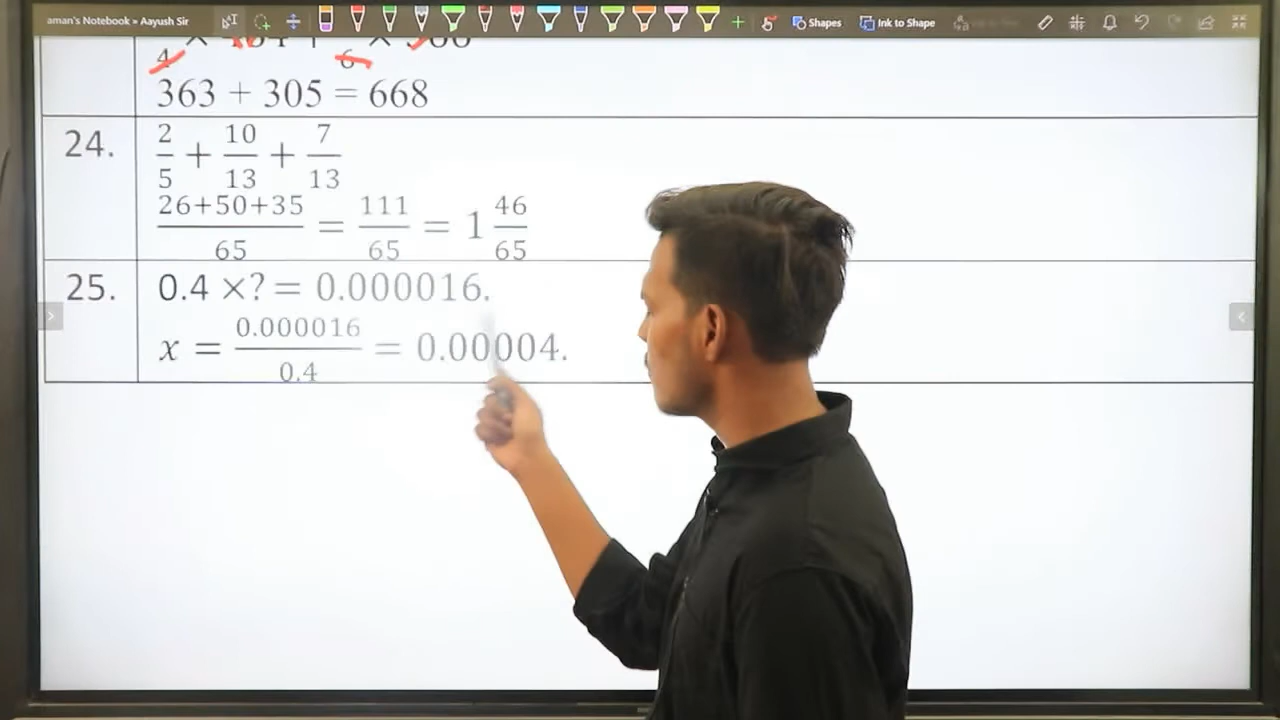 aman's Notebook » Aayush Sir
Shapes
Ink to Shape
363 + 305 = 668
24.
2/5 + 10/13 + 7/13
26+50+35/65 = 111/65 = 1 46/65
25.
0.4 ×? = 0.000016.
x = 0.000016/0.4 = 0.00004.